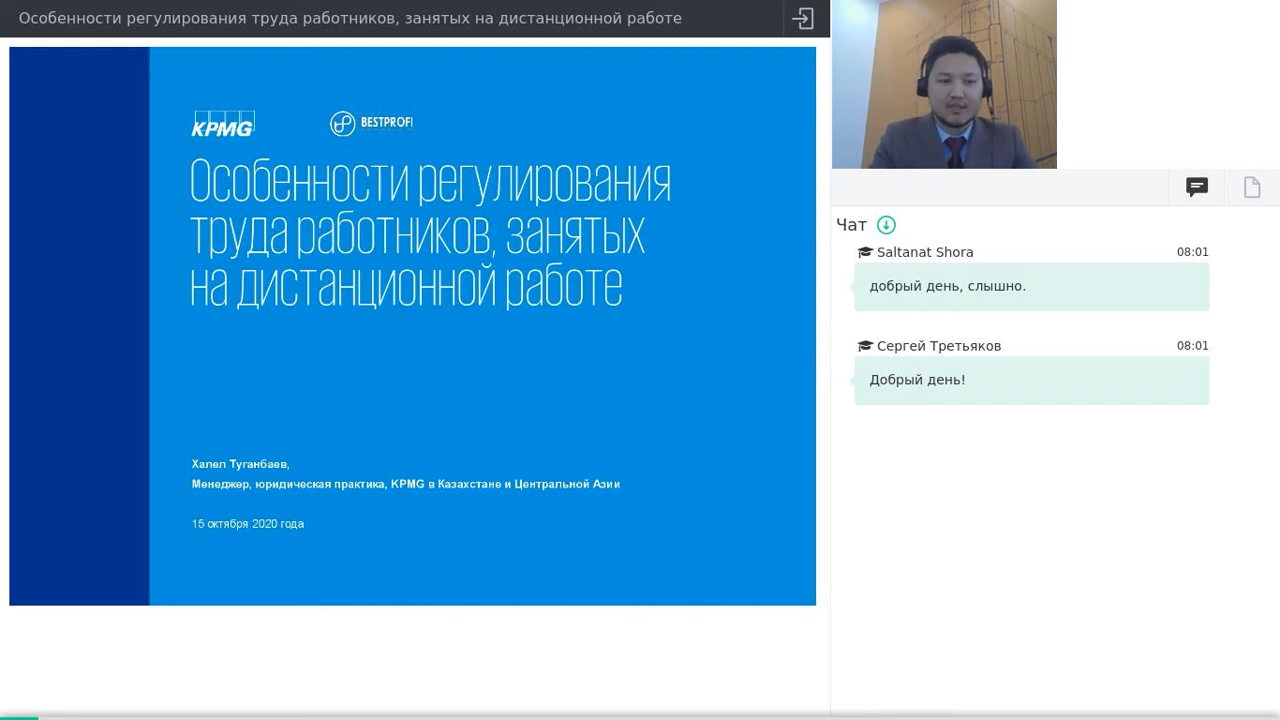 Особенности регулирования труда работников, занятых на дистанционной работе
KPMG
BESTPROFI
Особенности регулирования
труда работников, занятых
на дистанционной работе
Халел Туганбаев,
Менеджер, юридическая практика, KPMG в Казахстане и Центральной Азии
15 октября 2020 года
Чат
Saltanat Shora 08:01
добрый день, слышно.
Сергей Третьяков 08:01
Добрый день!